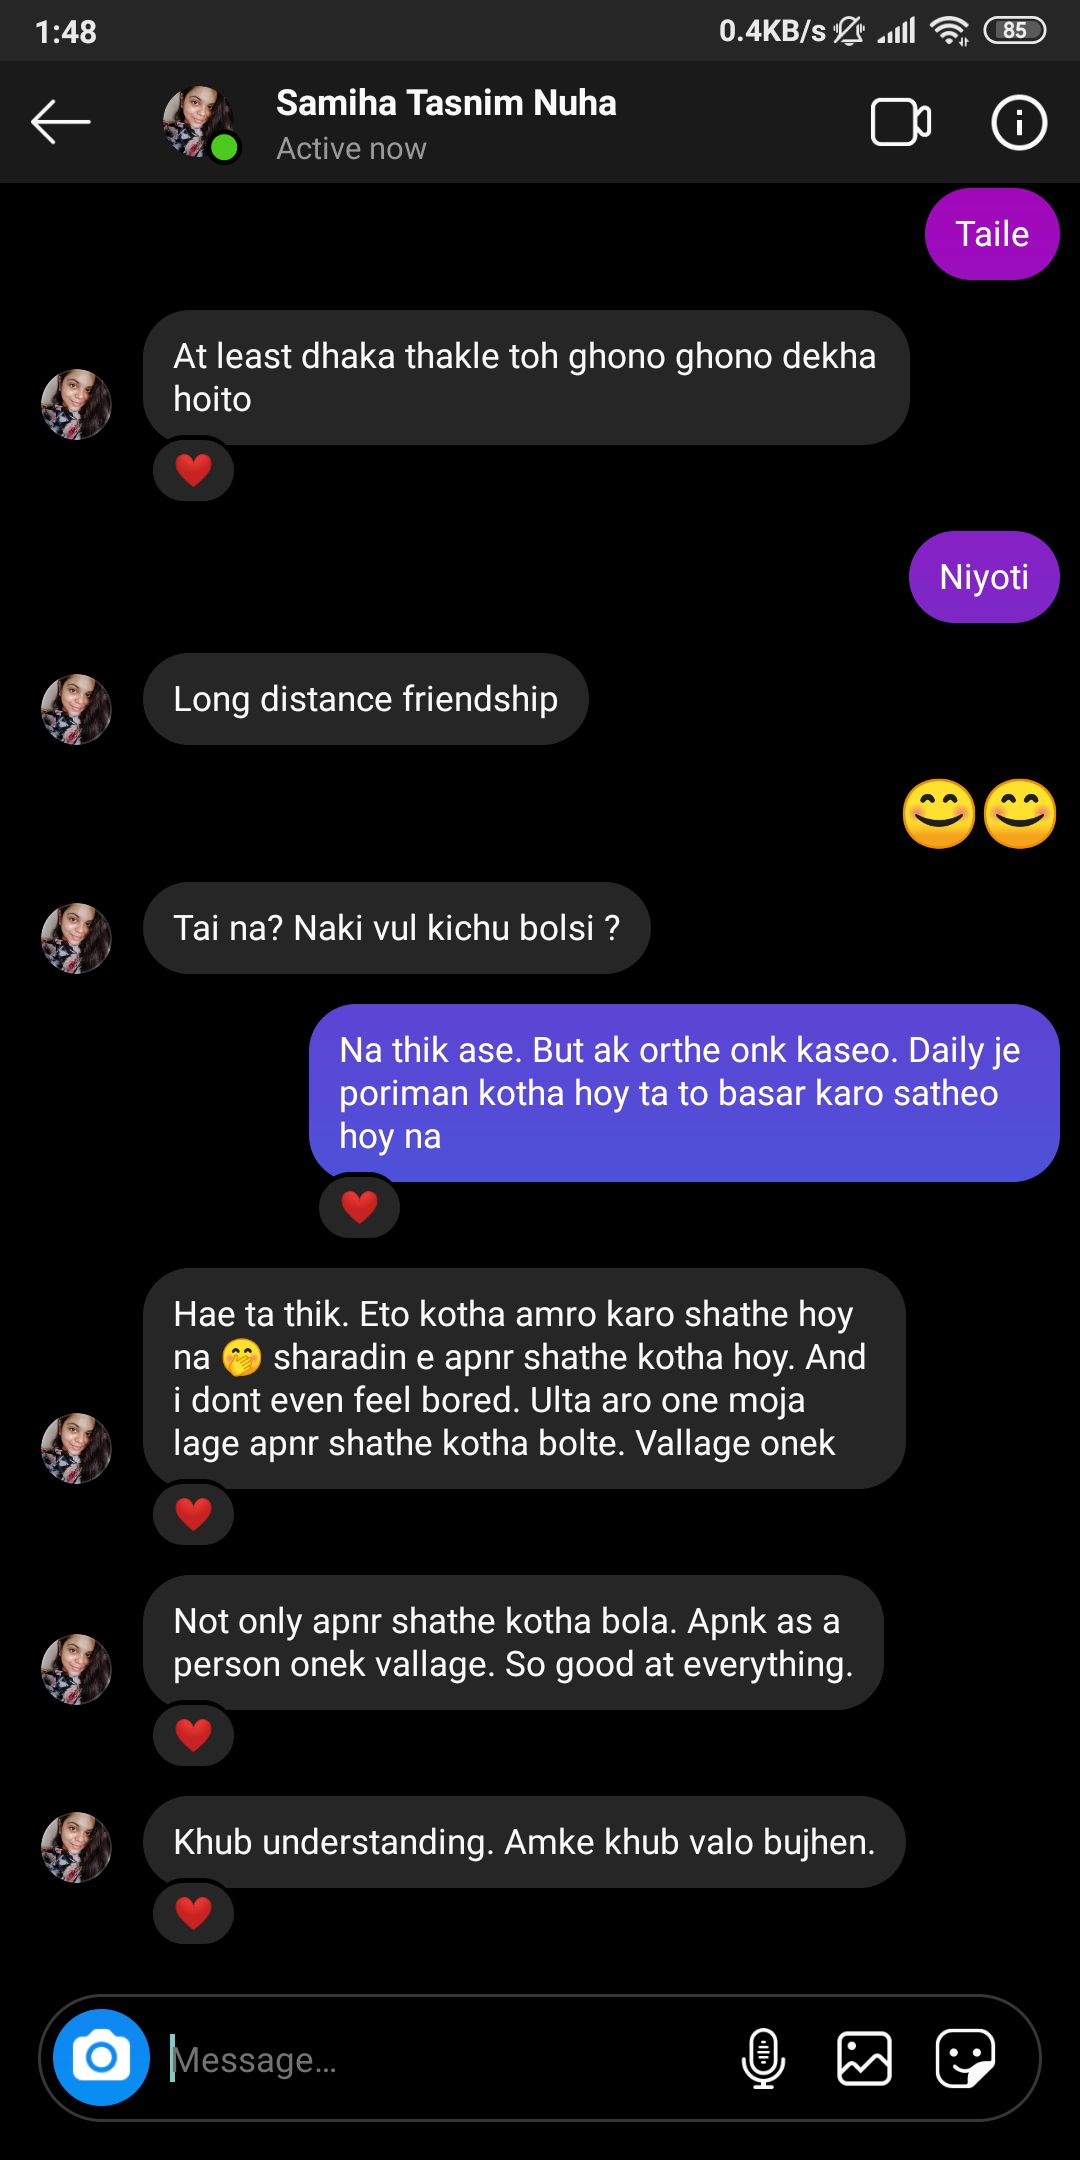 1:48
0.4KB/s
85
Samiha Tasnim Nuha
Active now
Taile
At least dhaka thakle toh ghono ghono dekha
hoito
❤️
Niyoti
Long distance friendship
😊😊
Tai na? Naki vul kichu bolsi ?
Na thik ase. But ak orthe onk kaseo. Daily je
poriman kotha hoy ta to basar karo satheo
hoy na
❤️
Hae ta thik. Eto kotha amro karo shathe hoy
na 🤭 sharadin e apnr shathe kotha hoy. And
i dont even feel bored. Ulta aro one moja
lage apnr shathe kotha bolte. Vallage onek
❤️
Not only apnr shathe kotha bola. Apnk as a
person onek vallage. So good at everything.
❤️
Khub understanding. Amke khub valo bujhen.
❤️
Message…